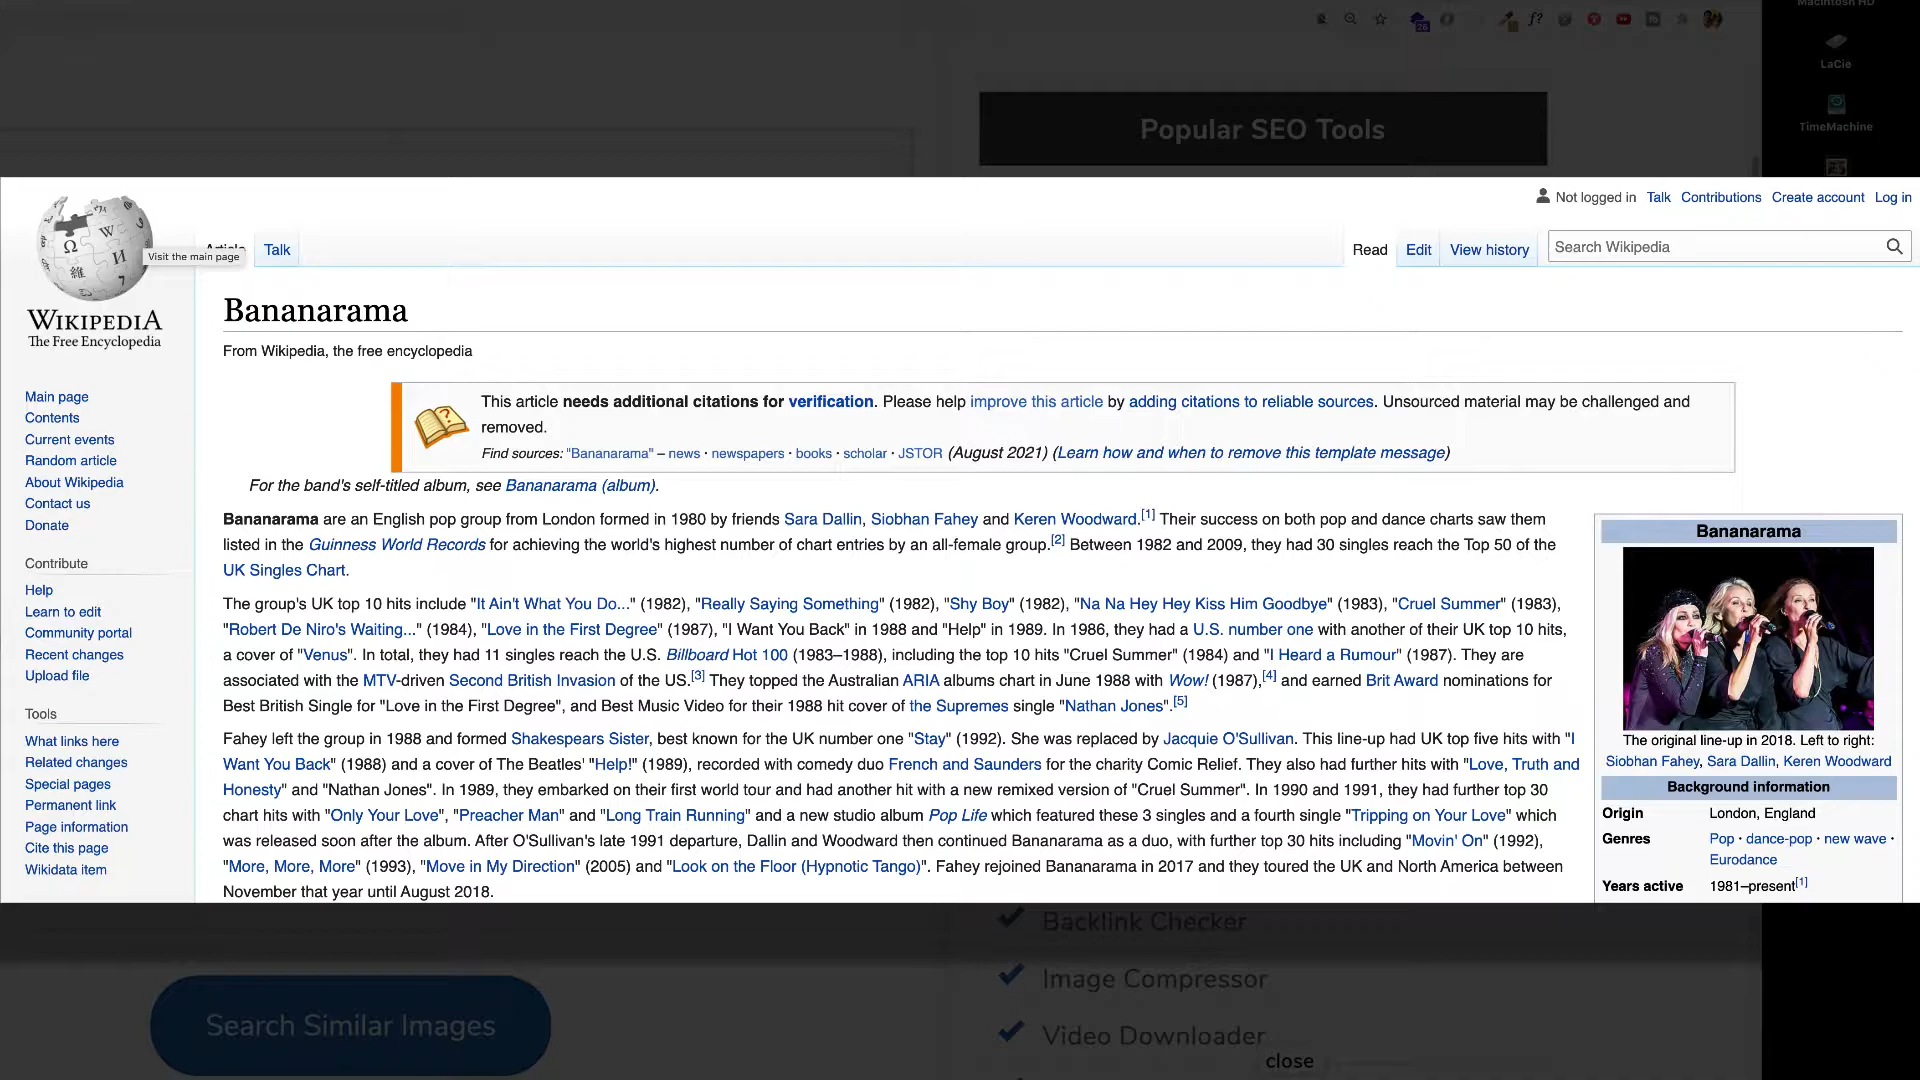 Macintosh HD
LaCie
Popular SEO Tools
TimeMachine
Not logged in Talk Contributions Create account Log in
Article Talk Read Edit View history Search Wikipedia
Visit the main page
WIKIPEDIA
The Free Encyclopedia
Main page
Contents
Current events
Random article
About Wikipedia
Contact us
Donate
Contribute
Help
Learn to edit
Community portal
Recent changes
Upload file
Tools
What links here
Related changes
Special pages
Permanent link
Page information
Cite this page
Wikidata item
Bananarama
From Wikipedia, the free encyclopedia
This article needs additional citations for verification. Please help improve this article by adding citations to reliable sources. Unsourced material may be challenged and
removed.
Find sources: "Bananarama" – news · newspapers · books · scholar · JSTOR (August 2021) (Learn how and when to remove this template message)
For the band's self-titled album, see Bananarama (album).
Bananarama are an English pop group from London formed in 1980 by friends Sara Dallin, Siobhan Fahey and Keren Woodward.[1] Their success on both pop and dance charts saw them
listed in the Guinness World Records for achieving the world's highest number of chart entries by an all-female group.[2] Between 1982 and 2009, they had 30 singles reach the Top 50 of the
UK Singles Chart.
The group's UK top 10 hits include "It Ain't What You Do..." (1982), "Really Saying Something" (1982), "Shy Boy" (1982), "Na Na Hey Hey Kiss Him Goodbye" (1983), "Cruel Summer" (1983),
"Robert De Niro's Waiting..." (1984), "Love in the First Degree" (1987), "I Want You Back" in 1988 and "Help" in 1989. In 1986, they had a U.S. number one with another of their UK top 10 hits,
a cover of "Venus". In total, they had 11 singles reach the U.S. Billboard Hot 100 (1983–1988), including the top 10 hits "Cruel Summer" (1984) and "I Heard a Rumour" (1987). They are
associated with the MTV-driven Second British Invasion of the US.[3] They topped the Australian ARIA albums chart in June 1988 with Wow! (1987),[4] and earned Brit Award nominations for
Best British Single for "Love in the First Degree", and Best Music Video for their 1988 hit cover of the Supremes single "Nathan Jones".[5]
Fahey left the group in 1988 and formed Shakespears Sister, best known for the UK number one "Stay" (1992). She was replaced by Jacquie O'Sullivan. This line-up had UK top five hits with "I
Want You Back" (1988) and a cover of The Beatles' "Help!" (1989), recorded with comedy duo French and Saunders for the charity Comic Relief. They also had further hits with "Love, Truth and
Honesty" and "Nathan Jones". In 1989, they embarked on their first world tour and had another hit with a new remixed version of "Cruel Summer". In 1990 and 1991, they had further top 30
chart hits with "Only Your Love", "Preacher Man" and "Long Train Running" and a new studio album Pop Life which featured these 3 singles and a fourth single "Tripping on Your Love" which
was released soon after the album. After O'Sullivan's late 1991 departure, Dallin and Woodward then continued Bananarama as a duo, with further top 30 hits including "Movin' On" (1992),
"More, More, More" (1993), "Move in My Direction" (2005) and "Look on the Floor (Hypnotic Tango)". Fahey rejoined Bananarama in 2017 and they toured the UK and North America between
November that year until August 2018.
Bananarama
The original line-up in 2018. Left to right:
Siobhan Fahey, Sara Dallin, Keren Woodward
Background information
Origin London, England
Genres Pop · dance-pop · new wave ·
Eurodance
Years active 1981–present[1]
Backlink Checker
Image Compressor
Search Similar Images
Video Downloader
close